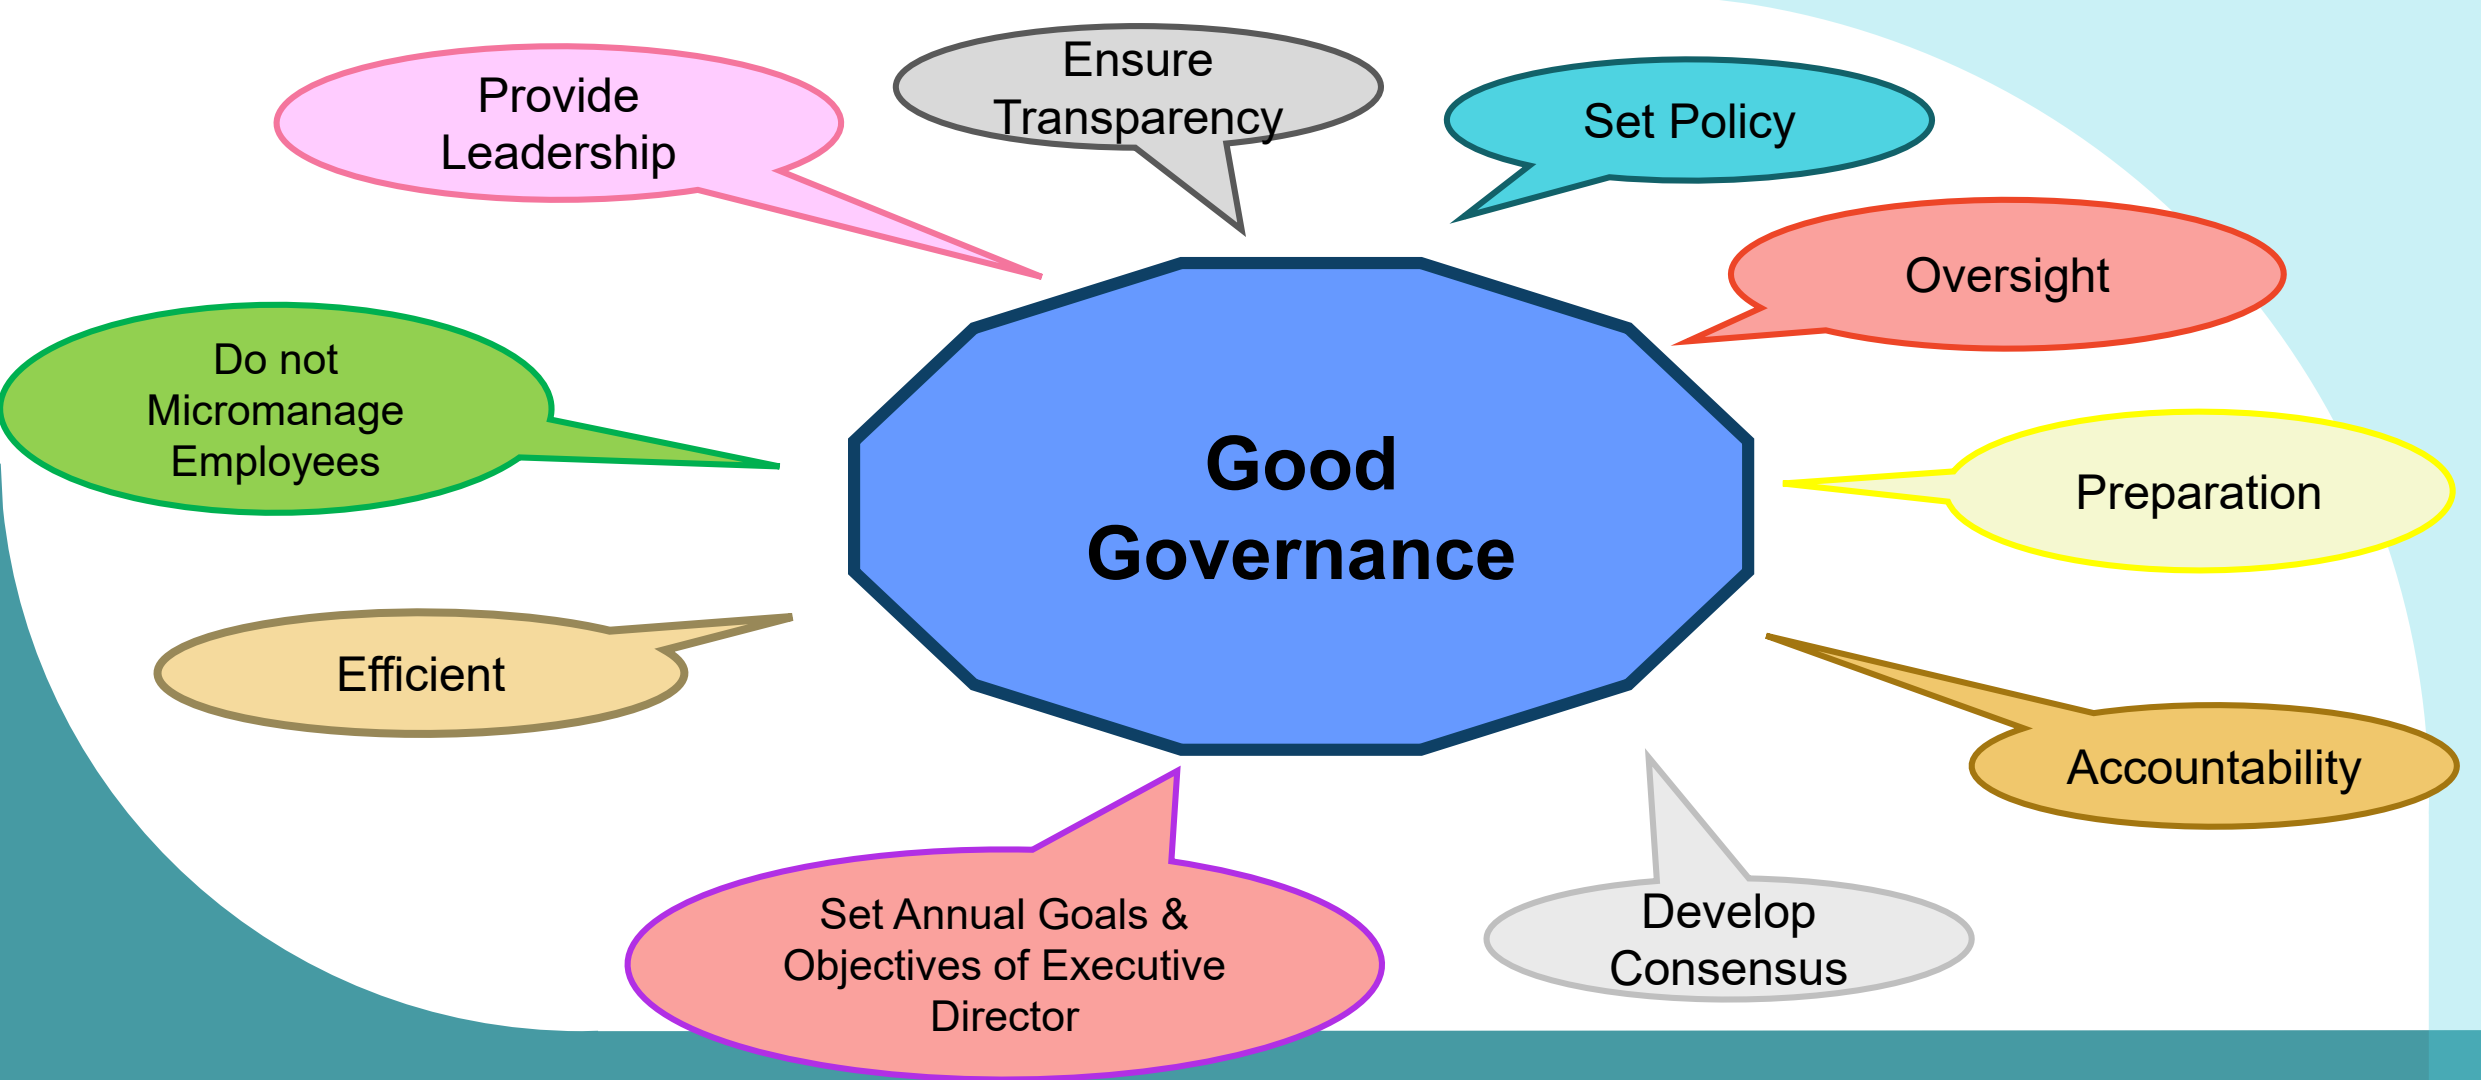 Provide
Leadership
Ensure
Transparency
Set Policy
Oversight
Do not
Micromanage
Employees
Good
Governance
Preparation
Efficient
Accountability
Set Annual Goals &
Objectives of Executive
Director
Develop
Consensus